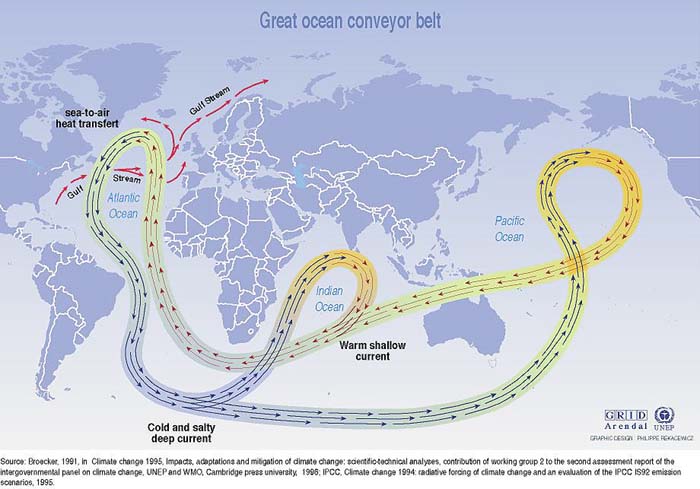 Great ocean conveyor belt
sea-to-air
heat transfert
Gulf Stream
Gulf
Stream
Atlantic
Ocean
Pacific
Ocean
Indian
Ocean
Warm shallow
current
Cold and salty
deep current
G R I D
Arendal
UNEP
GRAPHIC DESIGN : PHILIPPE REKACEWICZ
Source: Broecker, 1991, in Climate change 1995, Impacts, adaptations and mitigation of climate change: scientific-technical analyses, contribution of working group 2 to the second assessment report of the
intergovernmental panel on climate change, UNEP and WMO, Cambridge press university, 1996; IPCC, Climate change 1994: radiative forcing of climate change and an evaluation of the IPCC IS92 emission
scenarios, 1995.